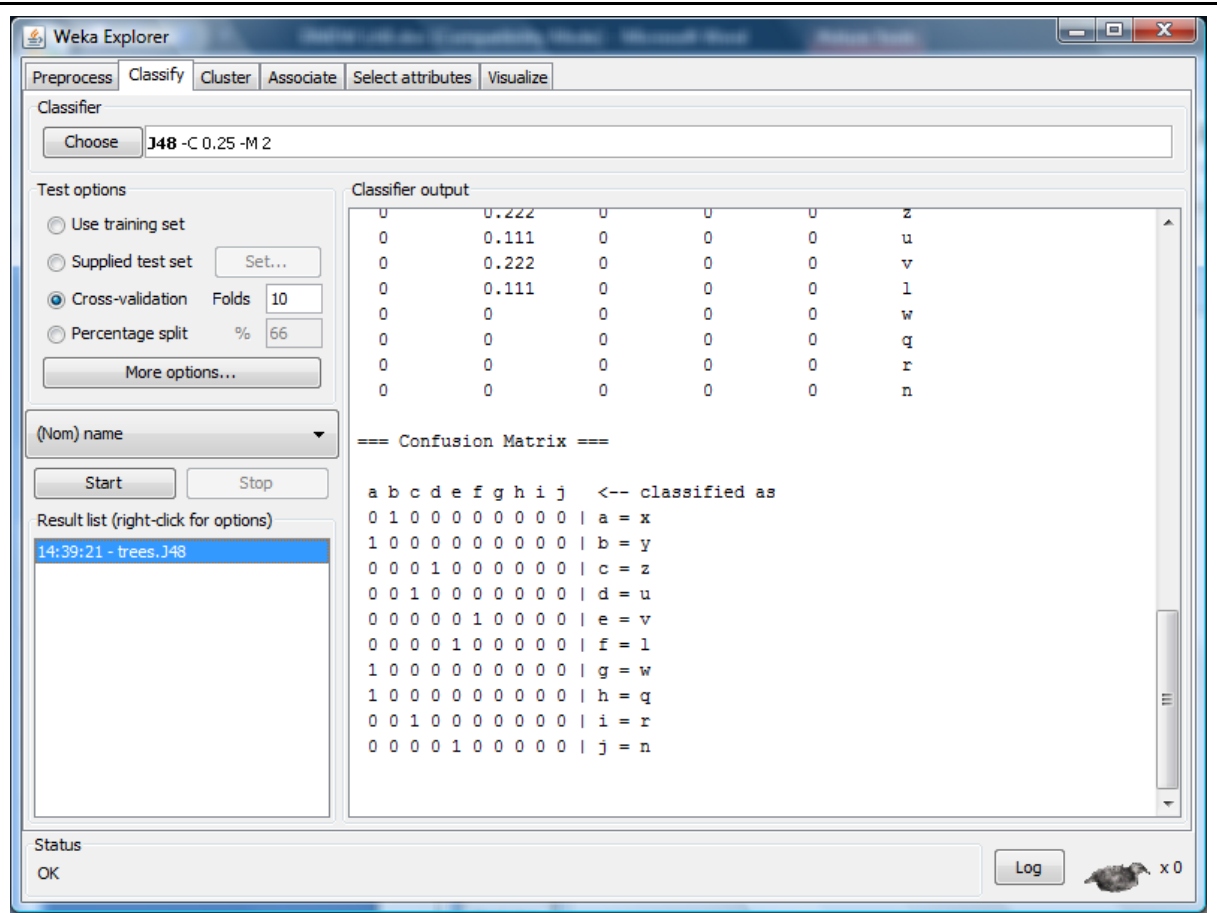 Weka Explorer
Preprocess Classify Cluster Associate Select attributes Visualize
Classifier
Choose J48 -C 0.25 -M 2
Test options
Use training set
Supplied test set Set...
Cross-validation Folds 10
Percentage split % 66
More options...
(Nom) name
Start Stop
Result list (right-click for options)
14:39:21 - trees.J48
Classifier output
0 0.222 0 0 0 z
0 0.111 0 0 0 u
0 0.222 0 0 0 v
0 0.111 0 0 0 l
0 0 0 0 0 w
0 0 0 0 0 q
0 0 0 0 0 r
0 0 0 0 0 n
=== Confusion Matrix ===
a b c d e f g h i j <-- classified as
0 1 0 0 0 0 0 0 0 0 | a = x
1 0 0 0 0 0 0 0 0 0 | b = y
0 0 0 1 0 0 0 0 0 0 | c = z
0 0 1 0 0 0 0 0 0 0 | d = u
0 0 0 0 0 1 0 0 0 0 | e = v
0 0 0 0 1 0 0 0 0 0 | f = l
1 0 0 0 0 0 0 0 0 0 | g = w
1 0 0 0 0 0 0 0 0 0 | h = q
0 0 1 0 0 0 0 0 0 0 | i = r
0 0 0 0 1 0 0 0 0 0 | j = n
Status
OK
Log x 0